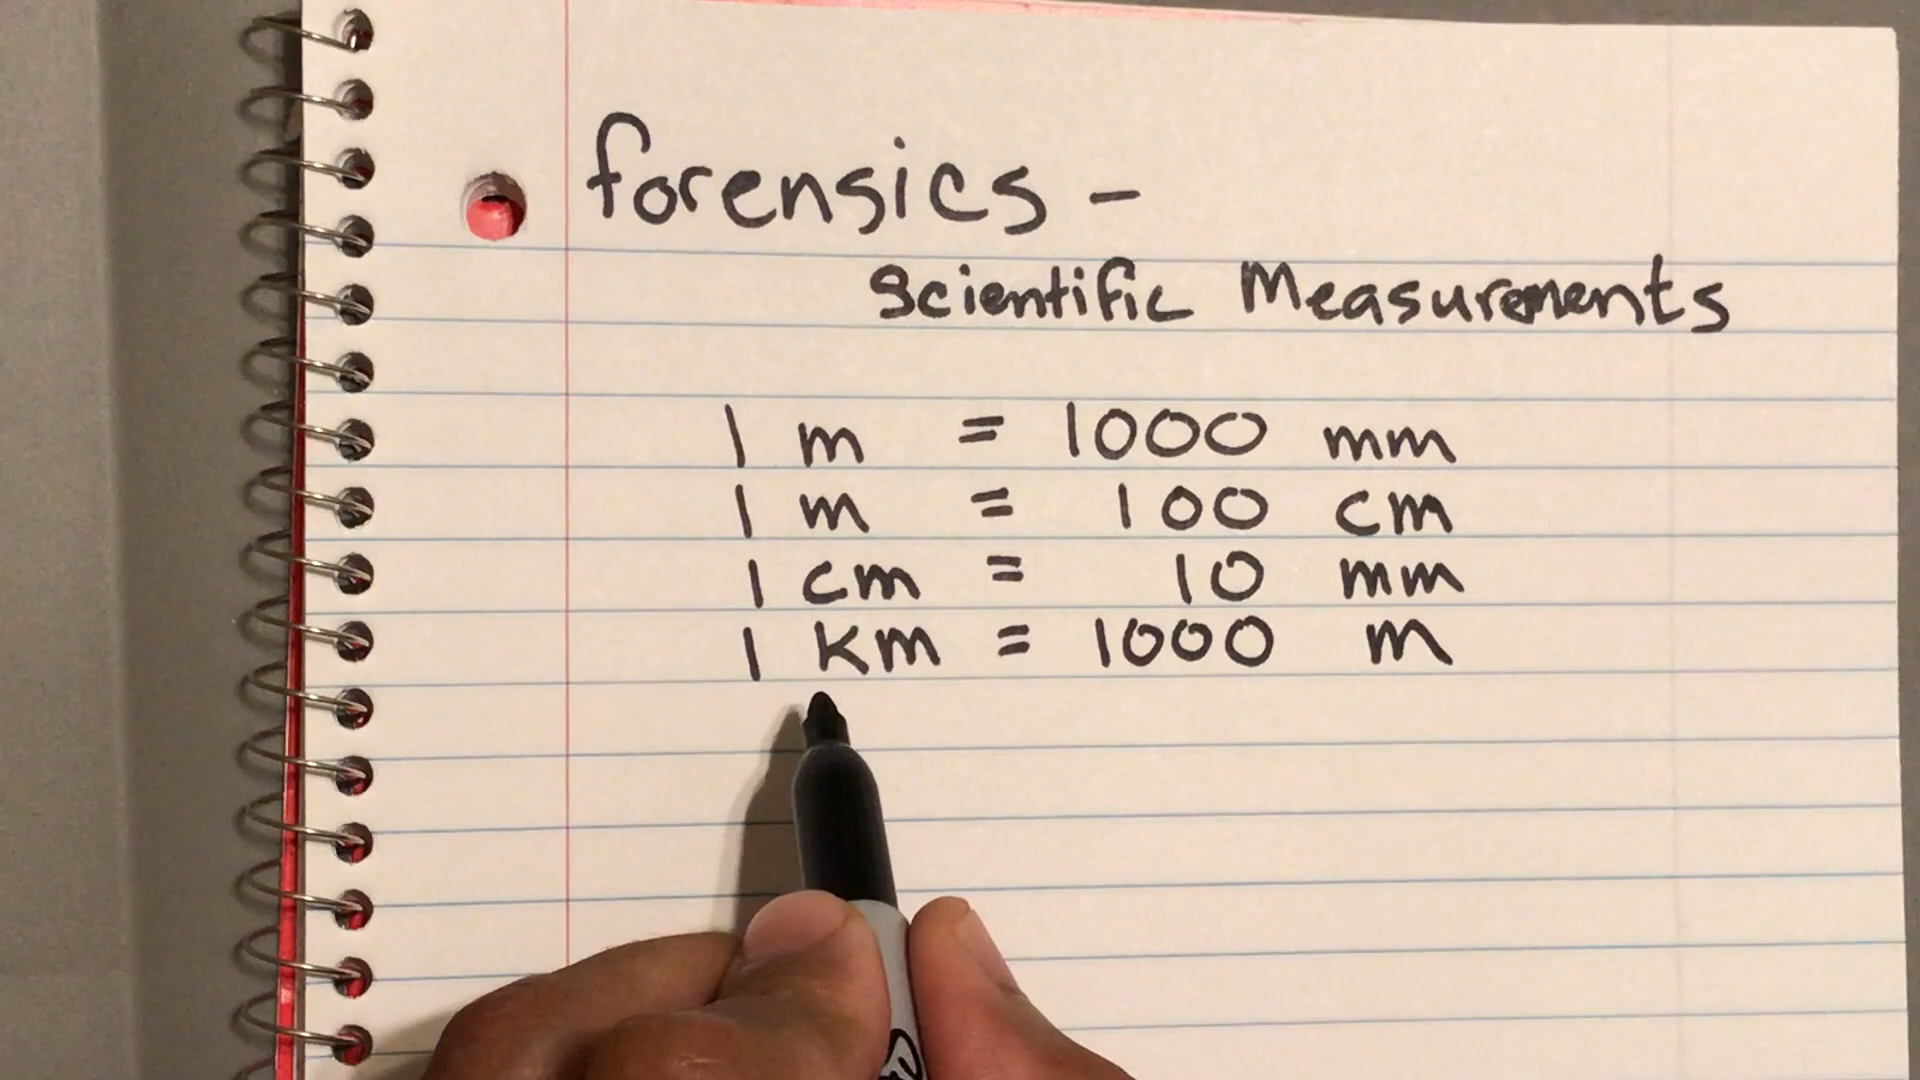 forensics -
Scientific Measurements
1 m = 1000 mm
1 m = 100 cm
1 cm = 10 mm
1 km = 1000 m